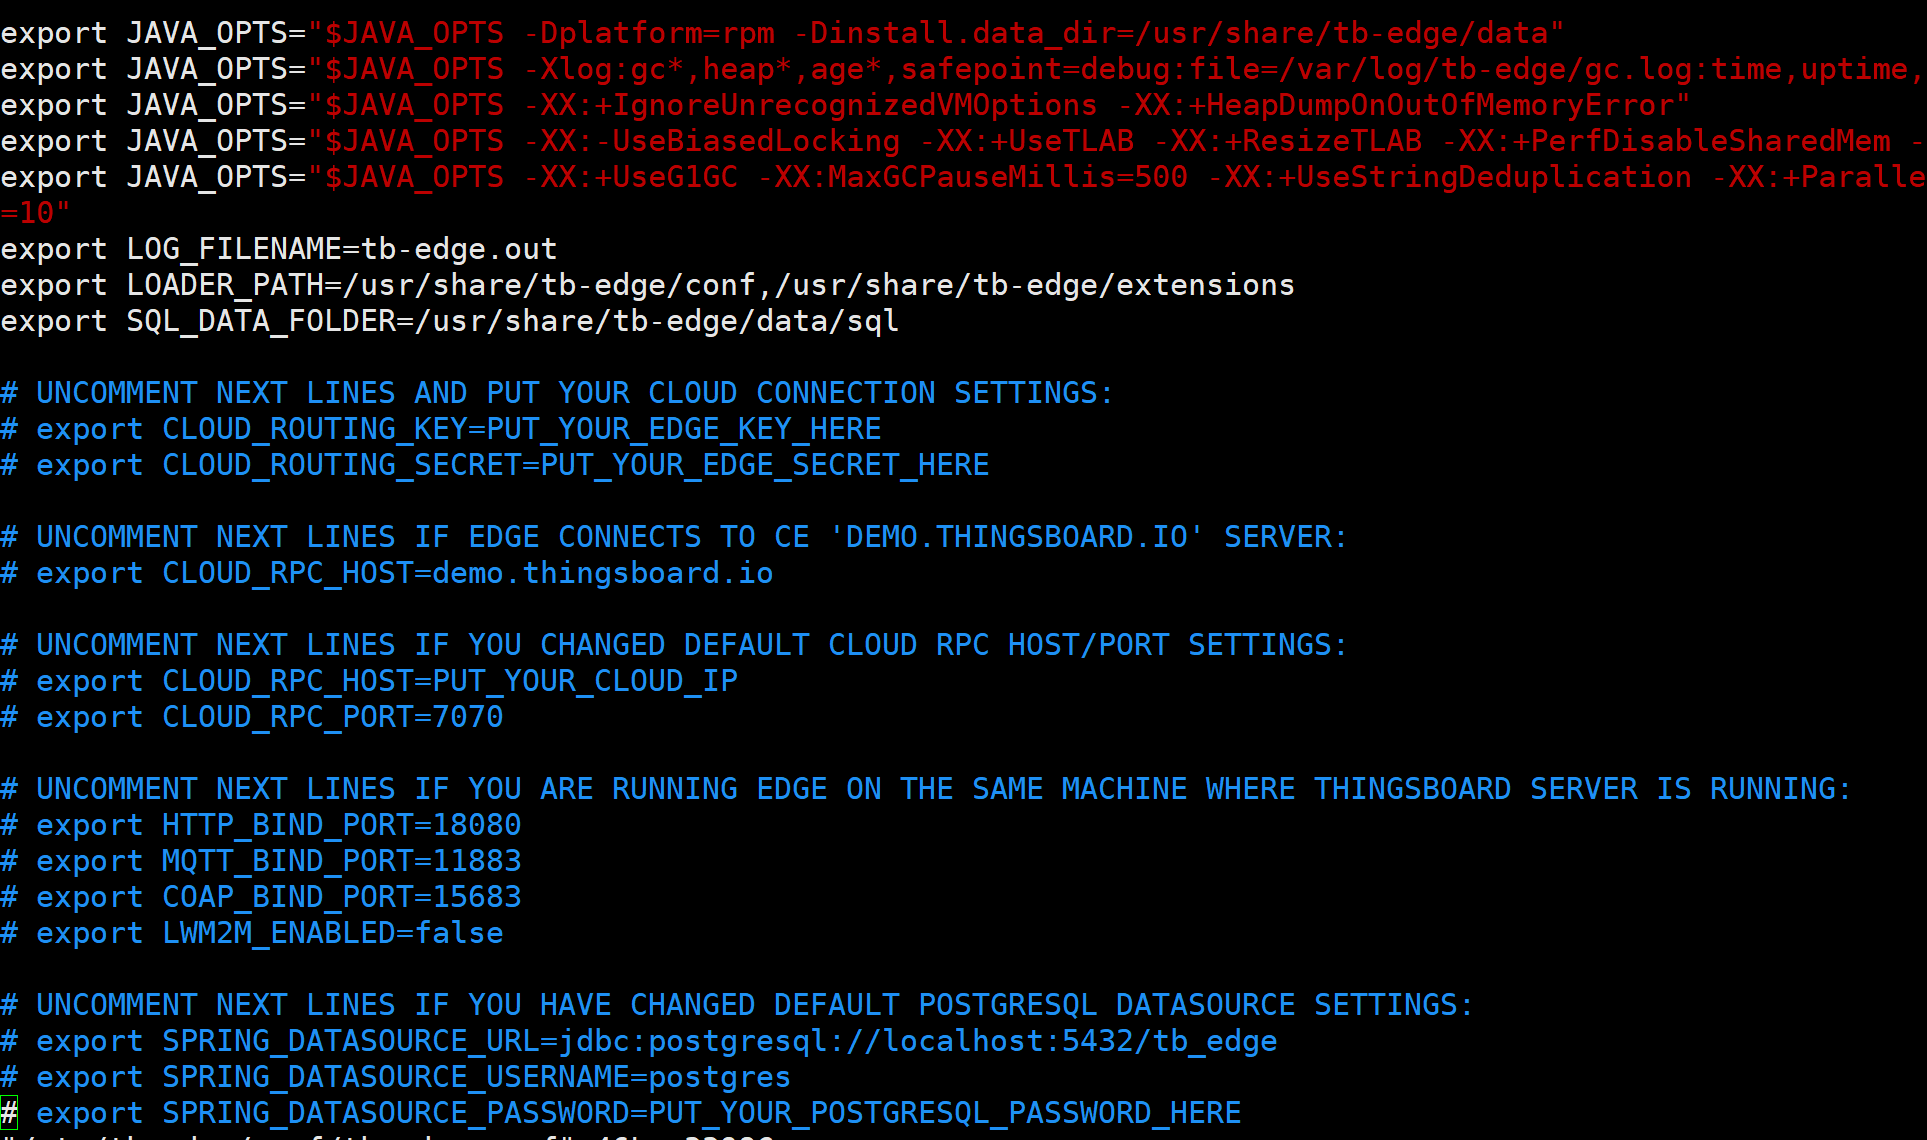 export JAVA_OPTS="$JAVA_OPTS -Dplatform=rpm -Dinstall.data_dir=/usr/share/tb-edge/data"
export JAVA_OPTS="$JAVA_OPTS -Xlog:gc*,heap*,age*,safepoint=debug:file=/var/log/tb-edge/gc.log:time,uptime,
export JAVA_OPTS="$JAVA_OPTS -XX:+IgnoreUnrecognizedVMOptions -XX:+HeapDumpOnOutOfMemoryError"
export JAVA_OPTS="$JAVA_OPTS -XX:-UseBiasedLocking -XX:+UseTLAB -XX:+ResizeTLAB -XX:+PerfDisableSharedMem -
export JAVA_OPTS="$JAVA_OPTS -XX:+UseG1GC -XX:MaxGCPauseMillis=500 -XX:+UseStringDeduplication -XX:+Paralle
=10"
export LOG_FILENAME=tb-edge.out
export LOADER_PATH=/usr/share/tb-edge/conf,/usr/share/tb-edge/extensions
export SQL_DATA_FOLDER=/usr/share/tb-edge/data/sql
# UNCOMMENT NEXT LINES AND PUT YOUR CLOUD CONNECTION SETTINGS:
# export CLOUD_ROUTING_KEY=PUT_YOUR_EDGE_KEY_HERE
# export CLOUD_ROUTING_SECRET=PUT_YOUR_EDGE_SECRET_HERE
# UNCOMMENT NEXT LINES IF EDGE CONNECTS TO CE 'DEMO.THINGSBOARD.IO' SERVER:
# export CLOUD_RPC_HOST=demo.thingsboard.io
# UNCOMMENT NEXT LINES IF YOU CHANGED DEFAULT CLOUD RPC HOST/PORT SETTINGS:
# export CLOUD_RPC_HOST=PUT_YOUR_CLOUD_IP
# export CLOUD_RPC_PORT=7070
# UNCOMMENT NEXT LINES IF YOU ARE RUNNING EDGE ON THE SAME MACHINE WHERE THINGSBOARD SERVER IS RUNNING:
# export HTTP_BIND_PORT=18080
# export MQTT_BIND_PORT=11883
# export COAP_BIND_PORT=15683
# export LWM2M_ENABLED=false
# UNCOMMENT NEXT LINES IF YOU HAVE CHANGED DEFAULT POSTGRESQL DATASOURCE SETTINGS:
# export SPRING_DATASOURCE_URL=jdbc:postgresql://localhost:5432/tb_edge
# export SPRING_DATASOURCE_USERNAME=postgres
# export SPRING_DATASOURCE_PASSWORD=PUT_YOUR_POSTGRESQL_PASSWORD_HERE